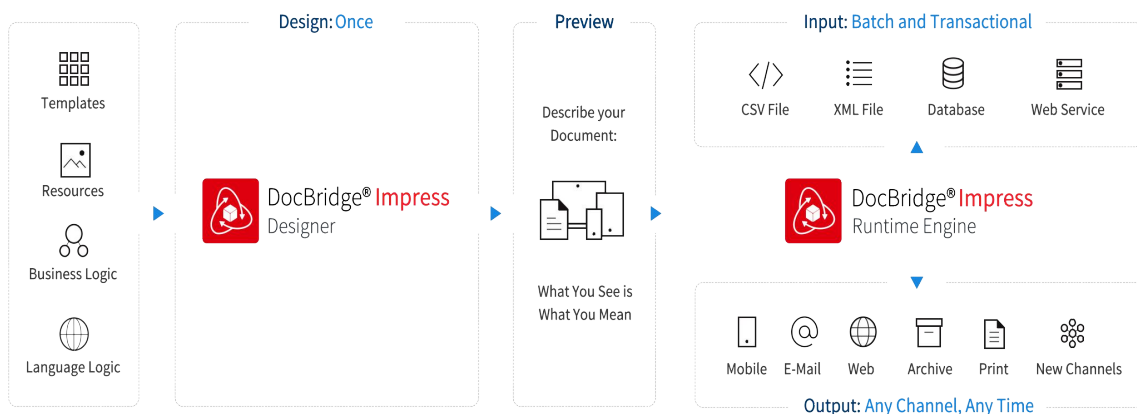 Templates
Resources
Business Logic
Language Logic
Design: Once
DocBridge® Impress
Designer
Preview
Describe your
Document:
What You See is
What You Mean
Input: Batch and Transactional
CSV File
XML File
Database
Web Service
DocBridge® Impress
Runtime Engine
Mobile
E-Mail
Web
Archive
Print
New Channels
Output: Any Channel, Any Time